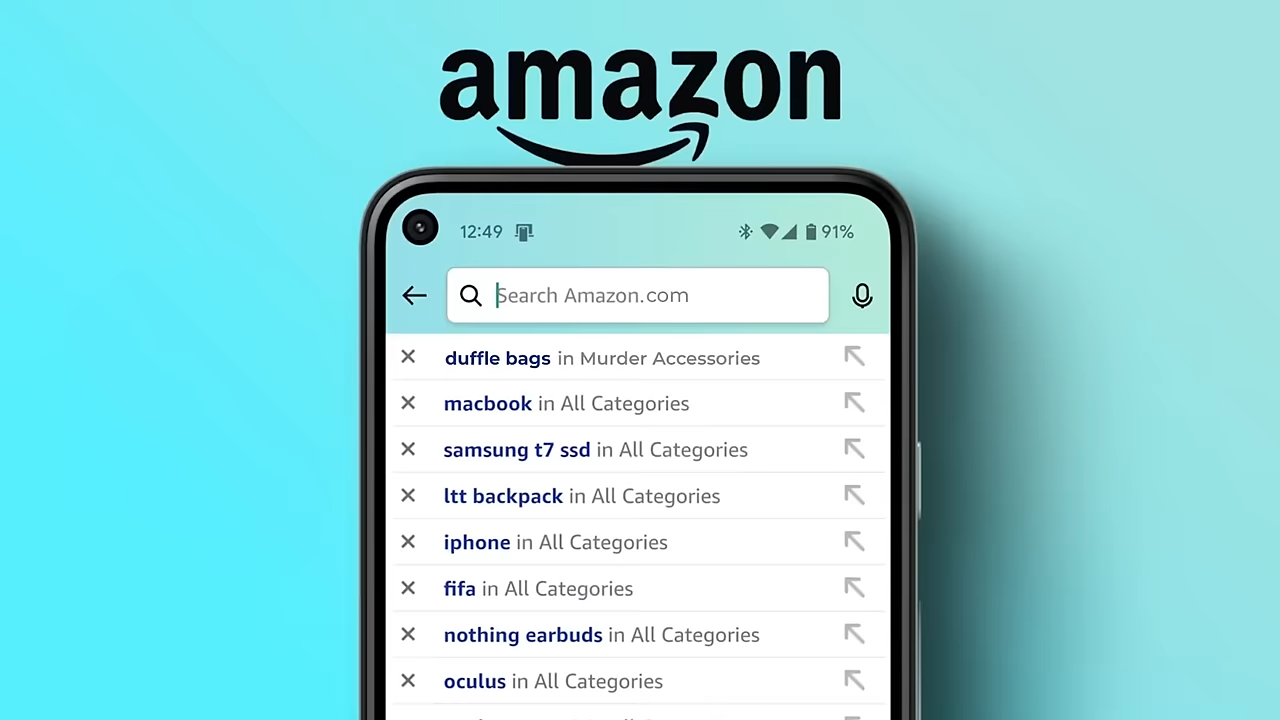 amazon
12:49 91%
Search Amazon.com
duffle bags in Murder Accessories
macbook in All Categories
samsung t7 ssd in All Categories
ltt backpack in All Categories
iphone in All Categories
fifa in All Categories
nothing earbuds in All Categories
oculus in All Categories